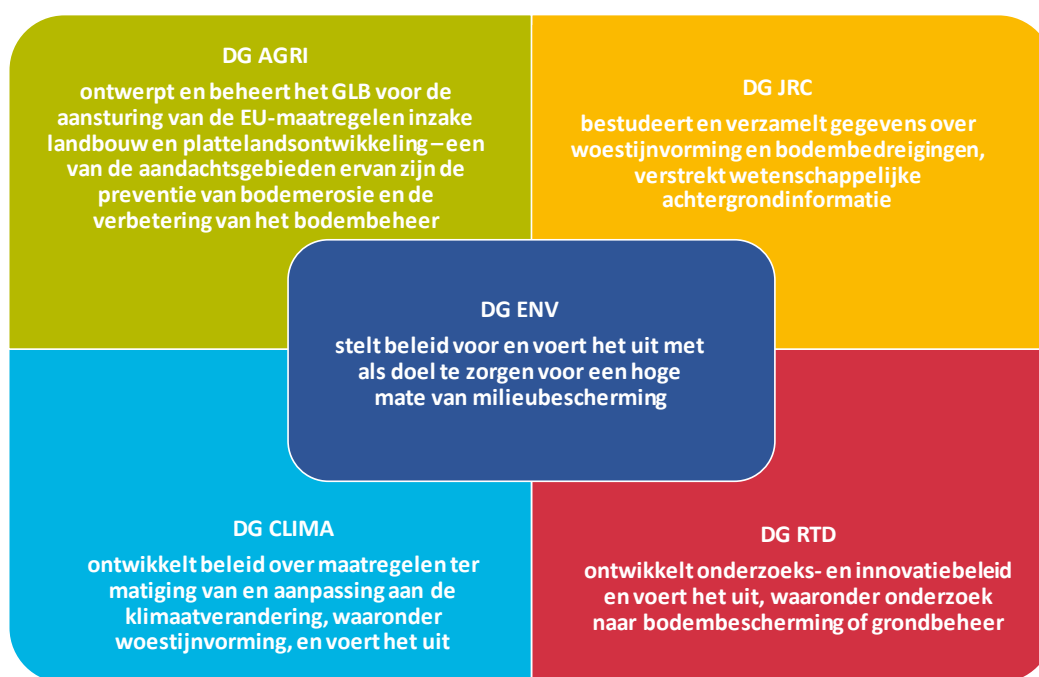 DG AGRI
ontwerpt en beheert het GLB voor de
aansturing van de EU-maatregelen inzake
landbouw en plattelandsontwikkeling – een
van de aandachtsgebieden ervan zijn de
preventie van bodemerosie en de
verbetering van het bodembeheer
DG JRC
bestudeert en verzamelt gegevens over
woestijnvorming en bodembedreigingen,
verstrekt wetenschappelijke
achtergrondinformatie
DG ENV
stelt beleid voor en voert het uit met
als doel te zorgen voor een hoge
mate van milieubescherming
DG CLIMA
ontwikkelt beleid over maatregelen ter
matiging van en aanpassing aan de
klimaatverandering, waaronder
woestijnvorming, en voert het uit
DG RTD
ontwikkelt onderzoeks- en innovatiebeleid
en voert het uit, waaronder onderzoek
naar bodembescherming of grondbeheer